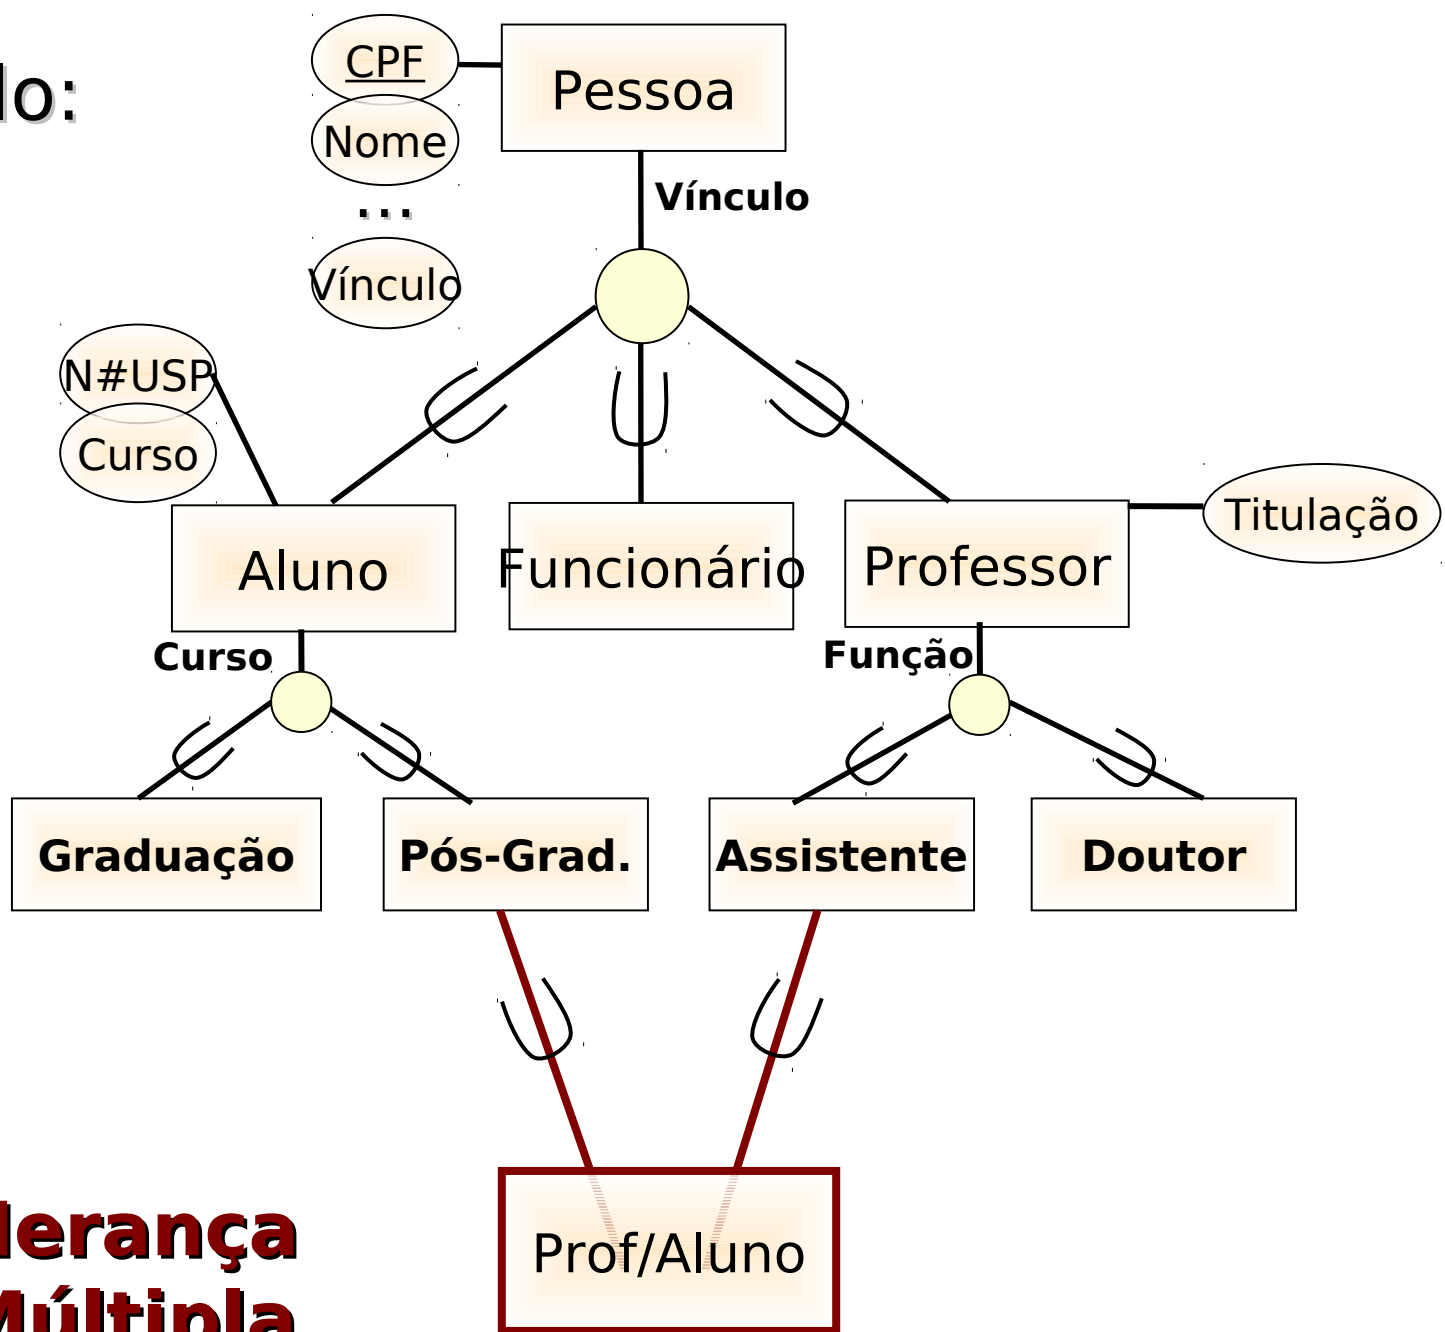 lo:
CPF
Pessoa
Nome
Vínculo
...
Vínculo
N#USP
Curso
Titulação
Aluno
Funcionário
Professor
Curso
Função
Graduação
Pós-Grad.
Assistente
Doutor
Prof/Aluno
erança
Múltipla